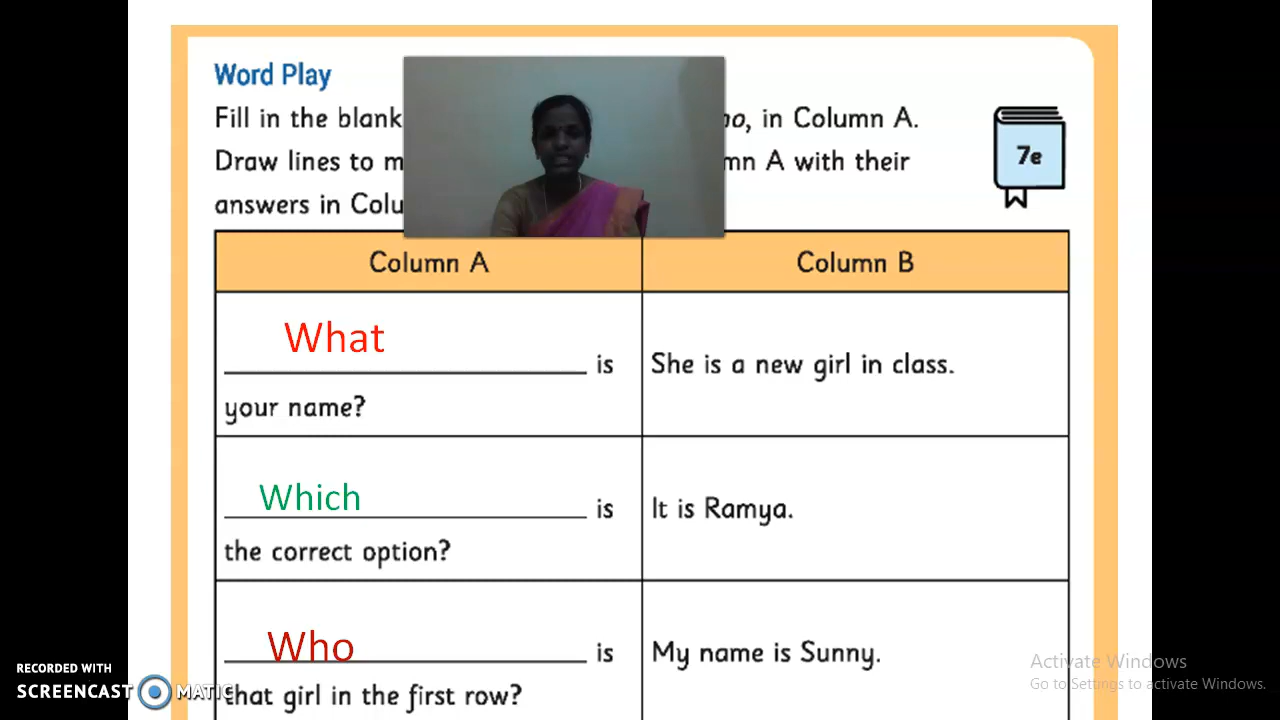 Word Play
Fill in the blank
, in Column A.
Draw lines to
A with their
answers in
7e
Column A
Column B
What
is
your name?
She is a new girl in class.
Which
is
the correct option?
It is Ramya.
Who
is
that girl in the first row?
My name is Sunny.
RECORDED WITH
SCREENCAST MATIC
Activate Windows
Go to Settings to activate Windows.